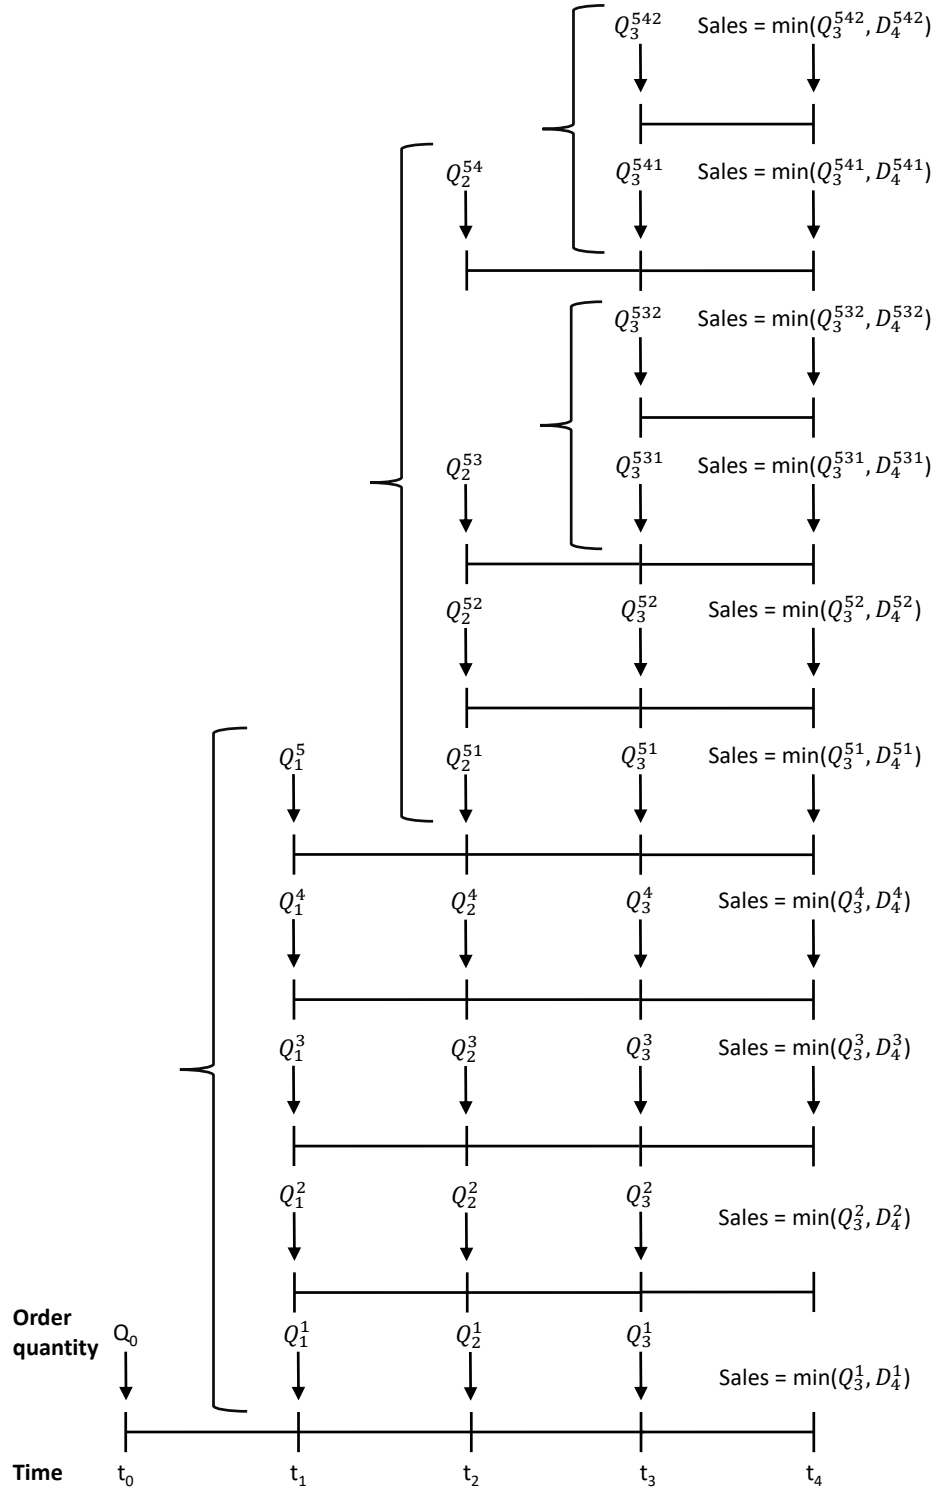 Q_3^{542} Sales = min(Q_3^{542}, D_4^{542})
Q_2^{54} Q_3^{541} Sales = min(Q_3^{541}, D_4^{541})
Q_3^{532} Sales = min(Q_3^{532}, D_4^{532})
Q_2^{53} Q_3^{531} Sales = min(Q_3^{531}, D_4^{531})
Q_2^{52} Q_3^{52} Sales = min(Q_3^{52}, D_4^{52})
Q_1^5 Q_2^{51} Q_3^{51} Sales = min(Q_3^{51}, D_4^{51})
Q_1^4 Q_2^4 Q_3^4 Sales = min(Q_3^4, D_4^4)
Q_1^3 Q_2^3 Q_3^3 Sales = min(Q_3^3, D_4^3)
Q_1^2 Q_2^2 Q_3^2 Sales = min(Q_3^2, D_4^2)
Order
quantity
Q_0 Q_1^1 Q_2^1 Q_3^1 Sales = min(Q_3^1, D_4^1)
Time t_0 t_1 t_2 t_3 t_4